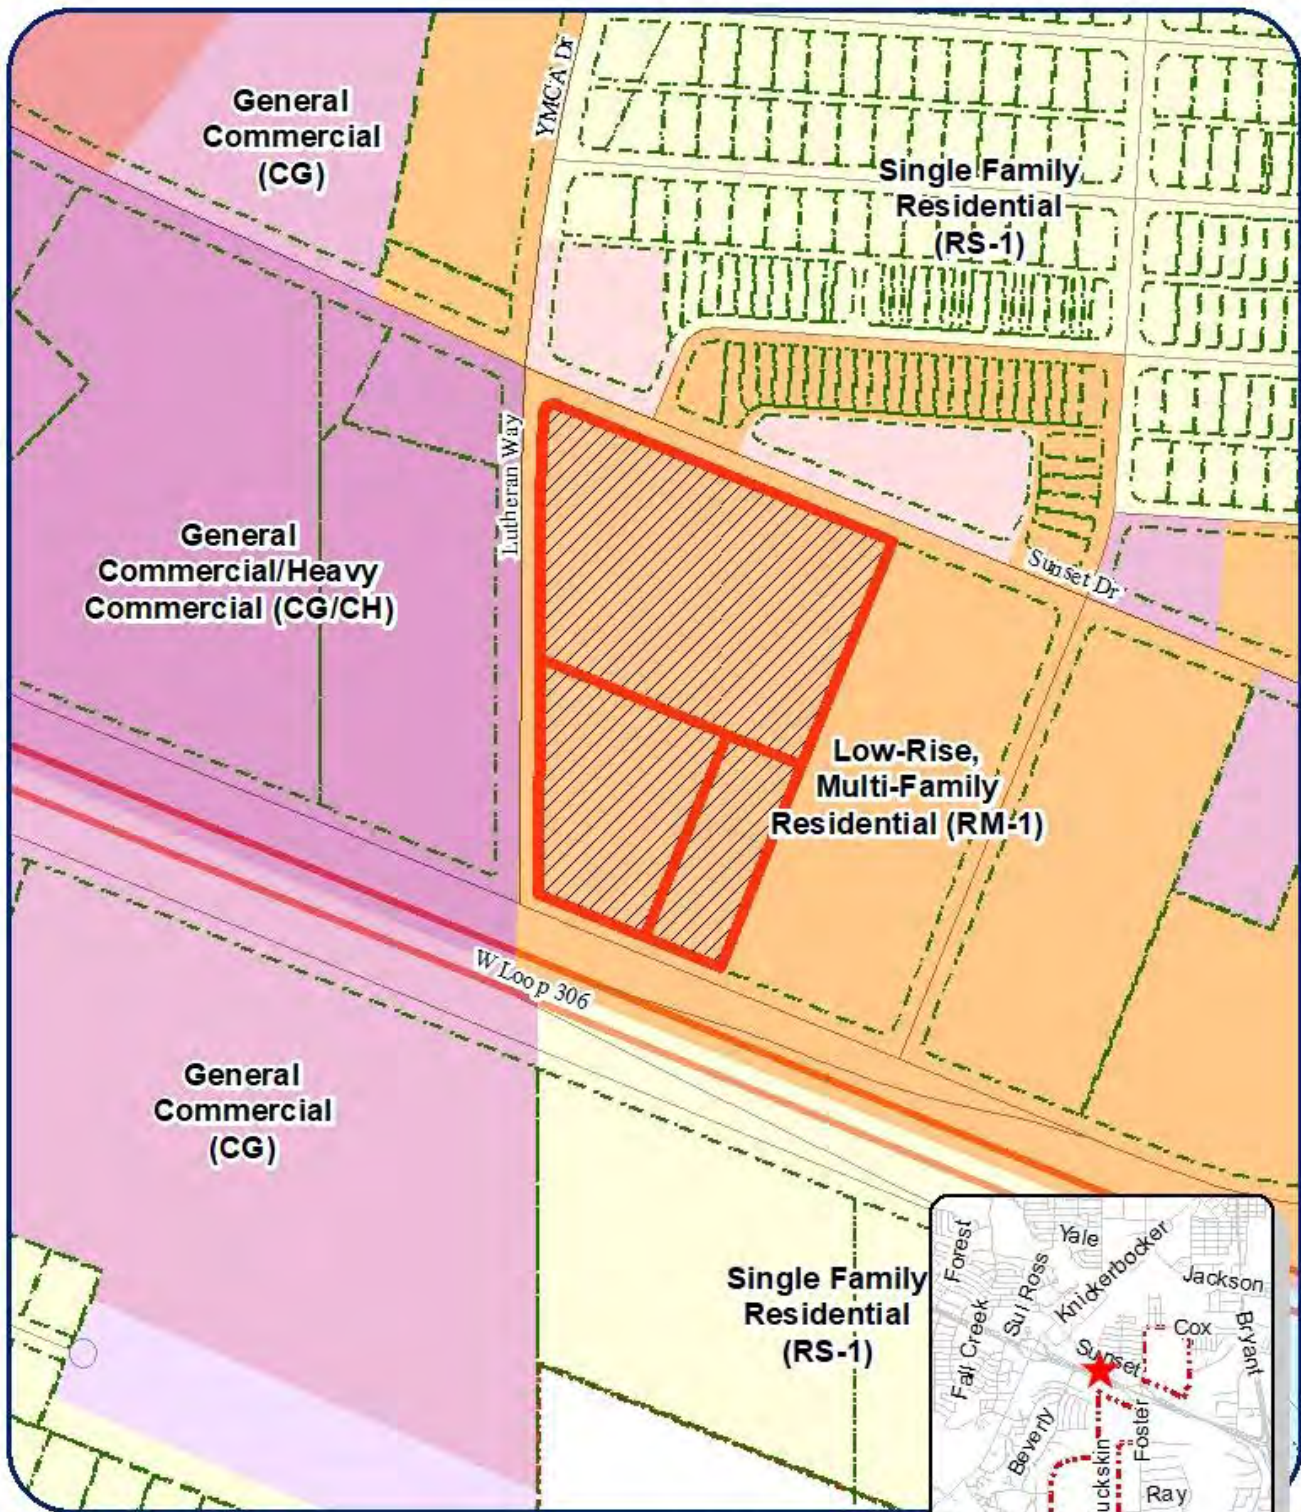 YMCA Dr
General
Commercial
(CG)
Single Family
Residential
(RS-1)
Lutheran Way
General
Commercial/Heavy
Commercial (CG/CH)
Sunset Dr
Low-Rise,
Multi-Family
Residential (RM-1)
W Loop 306
General
Commercial
(CG)
Single Family
Residential
(RS-1)
Forest
Yale
Knickerbocker
Sul Ross
Jackson
Fall Creek
Cox
Bryant
Sunset
Beverly
Foster
uckskin
Ray